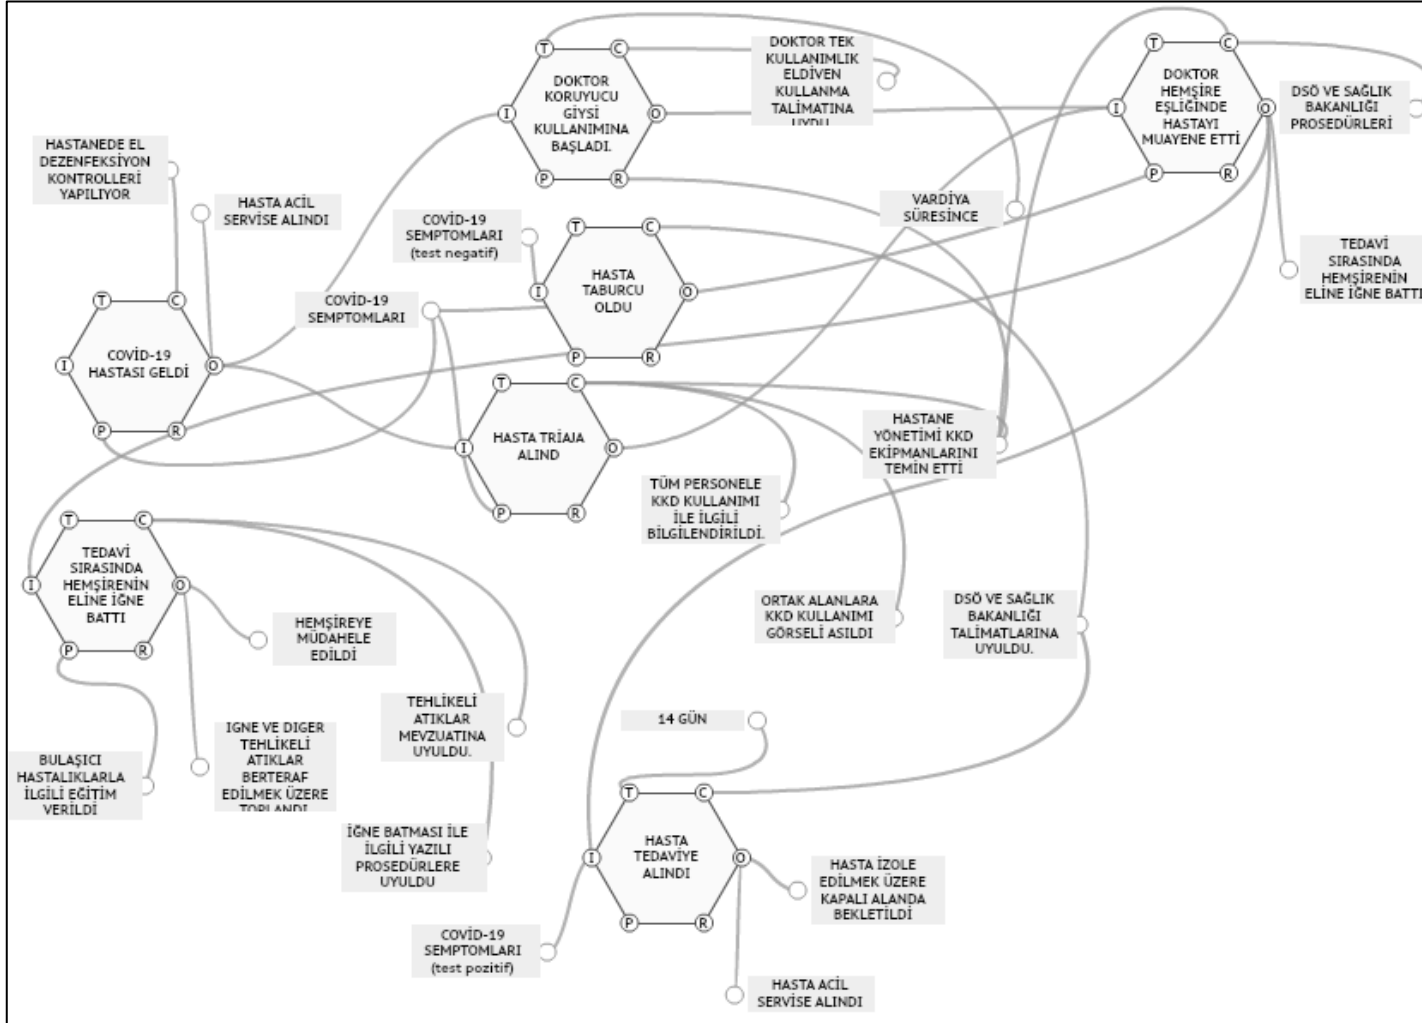 T
C
DOKTOR
KORUYUCU
GİYSİ
KULLANIMINA
BAŞLADI.
I
O
P
R
DOKTOR TEK
KULLANIMLIK
ELDİVEN
KULLANMA
TALİMATINA
UYDU
T
C
DOKTOR
HEMŞİRE
EŞLİĞİNDE
HASTAYI
MUAYENE ETTİ
I
O
P
R
DSÖ VE SAĞLIK
BAKANLIĞI
PROSEDÜRLERİ
HASTANEDE EL
DEZENFEKSİYON
KONTROLLERİ
YAPILIYOR
HASTA ACİL
SERVİSE ALINDI
COVİD-19
SEMPTOMLARI
(test negatif)
VARDİYA
SÜRESİNCE
TEDAVİ
SIRASINDA
HEMŞİRENİN
ELİNE İĞNE BATTI
T
C
HASTA
TABURCU
OLDU
I
O
P
R
COVİD-19
SEMPTOMLARI
T
C
COVİD-19
HASTASI GELDİ
I
O
P
R
T
C
HASTA TRİAJA
ALIND
I
O
P
R
HASTANE
YÖNETİMİ KKD
EKİPMANLARINI
TEMİN ETTİ
TÜM PERSONELE
KKD KULLANIMI
İLE İLGİLİ
BİLGİLENDİRİLDİ.
T
C
TEDAVİ
SIRASINDA
HEMŞİRENİN
ELİNE İĞNE
BATTI
I
O
P
R
HEMŞİREYE
MÜDAHELE
EDİLDİ
ORTAK ALANLARA
KKD KULLANIMI
GÖRSELİ ASILDI
DSÖ VE SAĞLIK
BAKANLIĞI
TALİMATLARINA
UYULDU.
BULAŞICI
HASTALIKLARLA
İLGİLİ EĞİTİM
VERİLDİ
IGNE VE DIGER
TEHLİKELİ
ATIKLAR
BERTERAF
EDİLMEK ÜZERE
TOPLANDI
TEHLİKELİ
ATIKLAR
MEVZUATINA
UYULDU.
14 GÜN
İĞNE BATMASI İLE
İLGİLİ YAZILI
PROSEDÜRLERE
UYULDU
T
C
HASTA
TEDAVİYE
ALINDI
I
O
P
R
HASTA İZOLE
EDİLMEK ÜZERE
KAPALI ALANDA
BEKLETİLDİ
COVİD-19
SEMPTOMLARI
(test pozitif)
HASTA ACİL
SERVİSE ALINDI